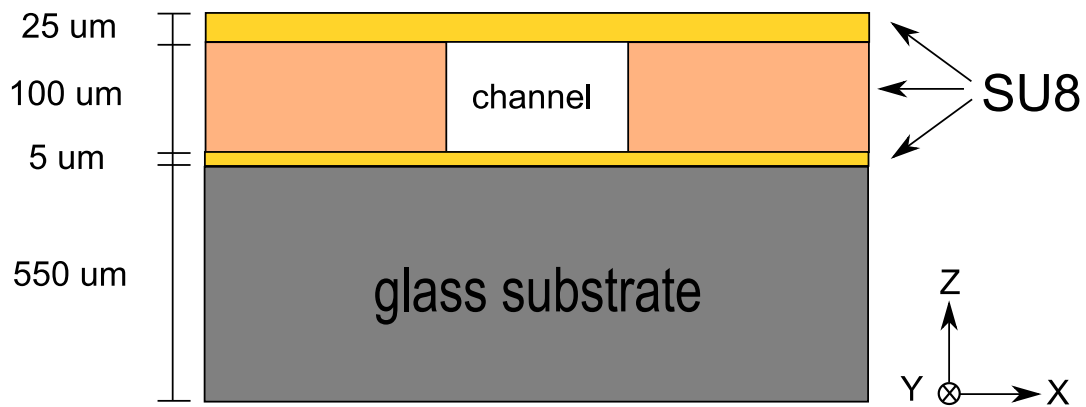 25 um
100 um
5 um
550 um
channel
SU8
glass substrate
Z
Y
X